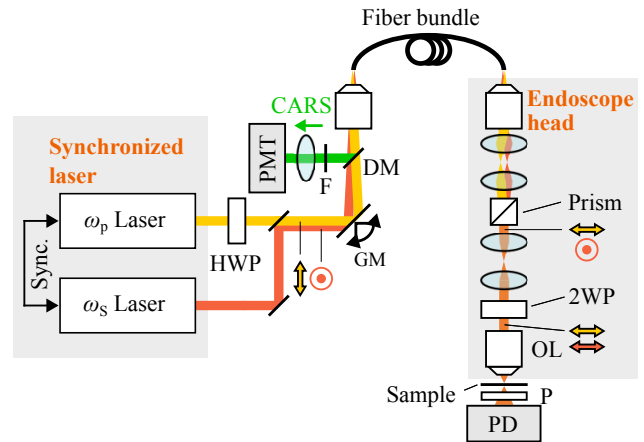 Fiber bundle
CARS
Endoscope
head
Synchronized
laser
PMT
F
DM
Prism
ωp Laser
HWP
GM
Sync.
2WP
ωS Laser
OL
Sample
P
PD